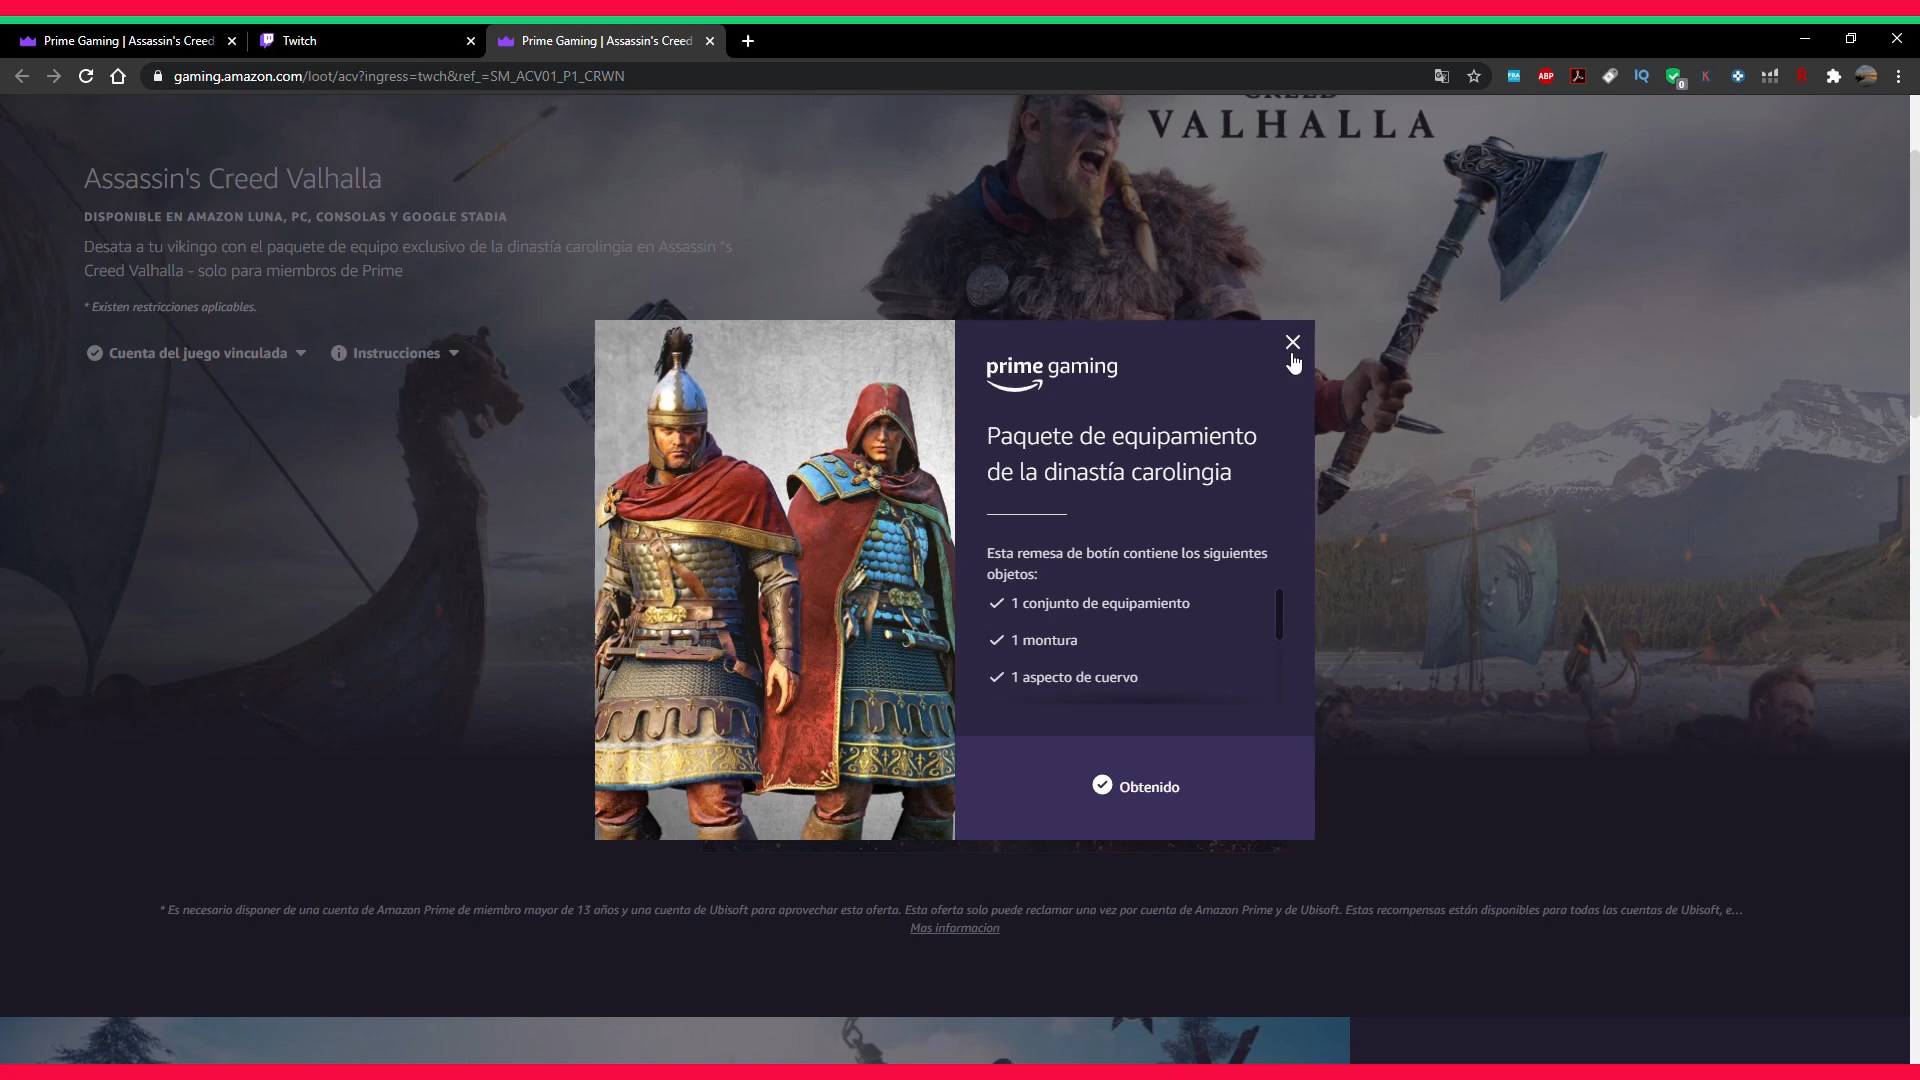 Prime Gaming | Assassin's Creed
Twitch
Prime Gaming | Assassin's Creed
gaming.amazon.com/loot/acv?ingress=twch&ref_=SM_ACV01_P1_CRWN
FBA
ABP
IQ
0
K
R
VALHALLA
Assassin's Creed Valhalla
DISPONIBLE EN AMAZON LUNA, PC, CONSOLAS Y GOOGLE STADIA
Desata a tu vikingo con el paquete de equipo exclusivo de la dinastía carolingia en Assassin "s
Creed Valhalla - solo para miembros de Prime
* Existen restricciones aplicables.
Cuenta del juego vinculada
Instrucciones
prime gaming
Paquete de equipamiento
de la dinastía carolingia
Esta remesa de botín contiene los siguientes
objetos:
1 conjunto de equipamiento
1 montura
1 aspecto de cuervo
Obtenido
* Es necesario disponer de una cuenta de Amazon Prime de miembro mayor de 13 años y una cuenta de Ubisoft para aprovechar esta oferta. Esta oferta solo puede reclamar una vez por cuenta de Amazon Prime y de Ubisoft. Estas recompensas están disponibles para todas las cuentas de Ubisoft, e...
Mas informacion